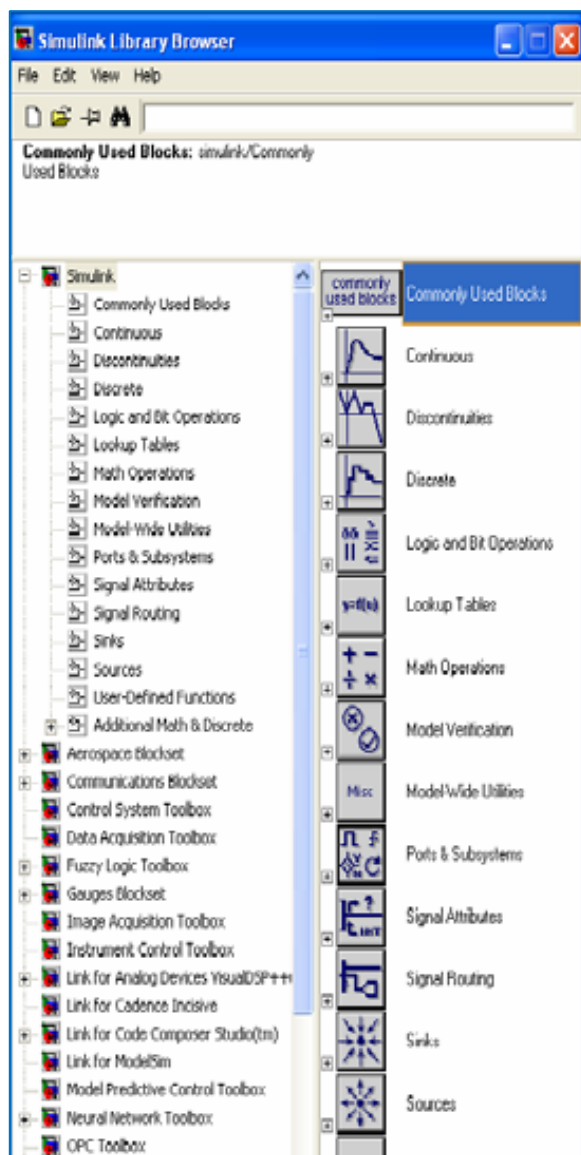 Simulink Library Browser
File Edit View Help
Commonly Used Blocks: simulink/Commonly
Used Blocks
Simulink
Commonly Used Blocks
Continuous
Discontinuities
Discrete
Logic and Bit Operations
Lookup Tables
Math Operations
Model Verification
Model-Wide Utilities
Ports & Subsystems
Signal Attributes
Signal Routing
Sinks
Sources
User-Defined Functions
Additional Math & Discrete
Aerospace Blockset
Communications Blockset
Control System Toolbox
Data Acquisition Toolbox
Fuzzy Logic Toolbox
Gauges Blockset
Image Acquisition Toolbox
Instrument Control Toolbox
Link for Analog Devices VisualDSP++
Link for Cadence Incisive
Link for Code Composer Studio(tm)
Link for ModelSim
Model Predictive Control Toolbox
Neural Network Toolbox
OPC Toolbox
commonly
used blocks
Commonly Used Blocks
Continuous
Discontinuities
Discrete
Logic and Bit Operations
y=f(u)
Lookup Tables
+ −
÷ ×
Math Operations
Model Verification
Misc
Model-Wide Utilities
Ports & Subsystems
Signal Attributes
Signal Routing
Sinks
Sources